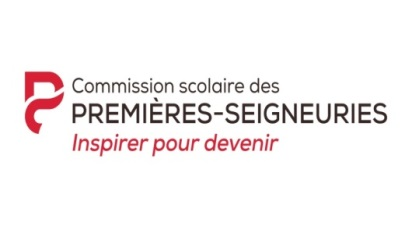 Commission scolaire des
PREMIÈRES-SEIGNEURIES
Inspirer pour devenir